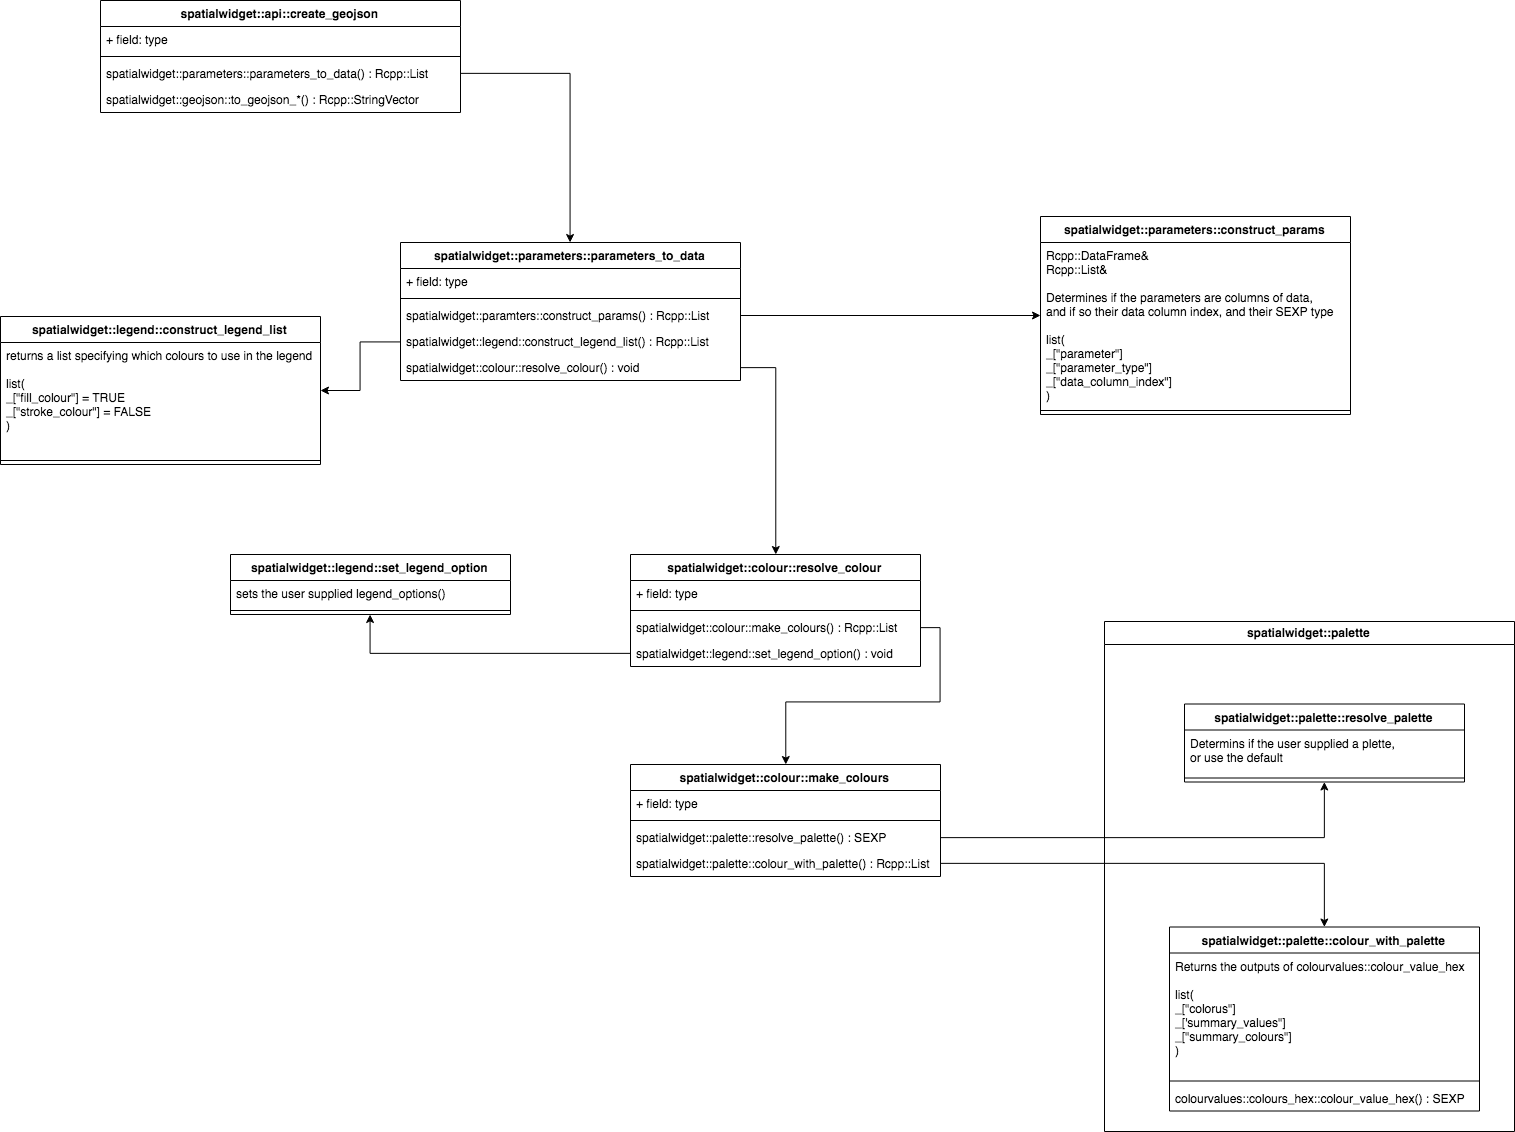 spatialwidget::api::create_geojson
+ field: type
spatialwidget::parameters::parameters_to_data() : Rcpp::List
spatialwidget::geojson::to_geojson_*() : Rcpp::StringVector
spatialwidget::parameters::parameters_to_data
+ field: type
spatialwidget::paramters::construct_params() : Rcpp::List
spatialwidget::legend::construct_legend_list() : Rcpp::List
spatialwidget::colour::resolve_colour() : void
spatialwidget::parameters::construct_params
Rcpp::DataFrame&
Rcpp::List&
Determines if the parameters are columns of data,
and if so their data column index, and their SEXP type
list(
_["parameter"]
_["parameter_type"]
_["data_column_index"]
)
spatialwidget::legend::construct_legend_list
returns a list specifying which colours to use in the legend
list(
_["fill_colour"] = TRUE
_["stroke_colour"] = FALSE
)
spatialwidget::legend::set_legend_option
sets the user supplied legend_options()
spatialwidget::colour::resolve_colour
+ field: type
spatialwidget::colour::make_colours() : Rcpp::List
spatialwidget::legend::set_legend_option() : void
spatialwidget::colour::make_colours
+ field: type
spatialwidget::palette::resolve_palette() : SEXP
spatialwidget::palette::colour_with_palette() : Rcpp::List
spatialwidget::palette
spatialwidget::palette::resolve_palette
Determins if the user supplied a plette,
or use the default
spatialwidget::palette::colour_with_palette
Returns the outputs of colourvalues::colour_value_hex
list(
_["colorus"]
_['summary_values"]
_["summary_colours"]
)
colourvalues::colours_hex::colour_value_hex() : SEXP